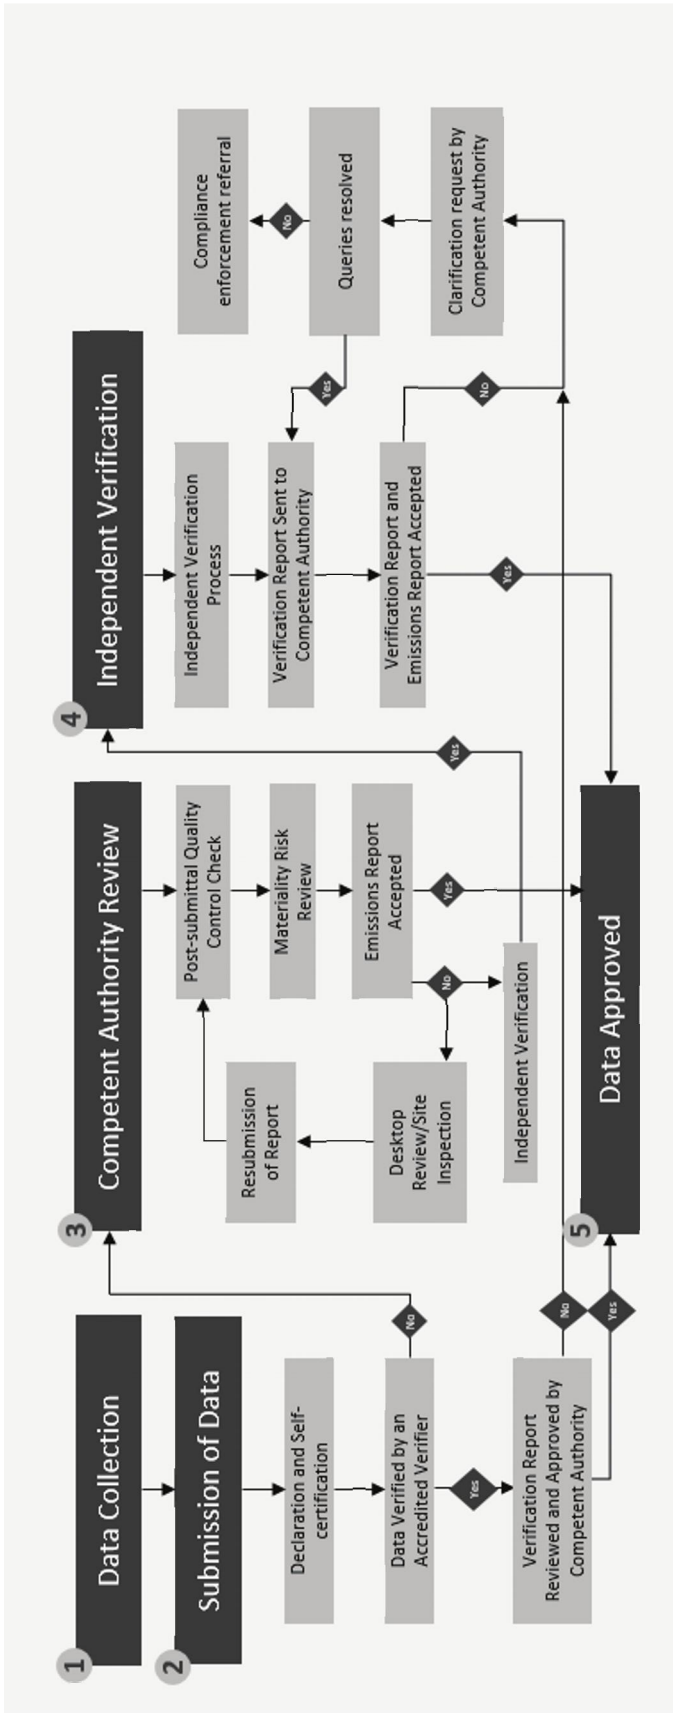 1
Data Collection
2
Submission of Data
Declaration and Self-
certification
Data Verified by an
Accredited Verifier
No
Yes
Verification Report
Reviewed and Approved by
Competent Authority
No
Yes
3
Competent Authority Review
Post-submittal Quality
Control Check
Materiality Risk
Review
Emissions Report
Accepted
Yes
No
Resubmission
of Report
Desktop
Review/Site
Inspection
Independent Verification
Yes
4
Independent Verification
Independent Verification
Process
Verification Report Sent to
Competent Authority
Verification Report and
Emissions Report Accepted
Yes
No
Clarification request by
Competent Authority
Queries resolved
Yes
No
Compliance
enforcement referral
5
Data Approved